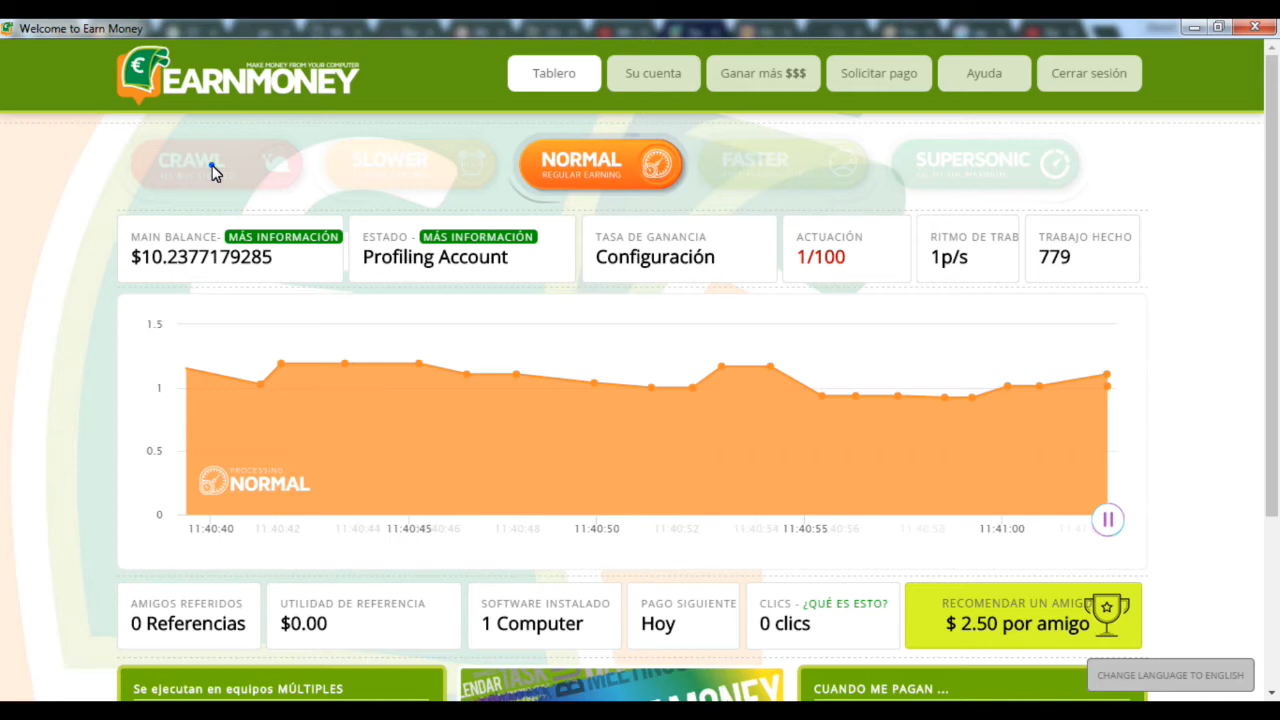 Welcome to Earn Money
MAKE MONEY FROM YOUR COMPUTER
EARNMONEY
Tablero
Su cuenta
Ganar más $$$
Solicitar pago
Ayuda
Cerrar sesión
CRAWL
SLOWER
NORMAL
REGULAR EARNING
FASTER
SUPERSONIC
MAIN BALANCE- MÁS INFORMACIÓN
$10.2377179285
ESTADO - MÁS INFORMACIÓN
Profiling Account
TASA DE GANANCIA
Configuración
ACTUACIÓN
1/100
RITMO DE TRAB
1p/s
TRABAJO HECHO
779
1.5
1
0.5
0
PROCESSING
NORMAL
11:40:40 11:40:42 11:40:44 11:40:45 :40:46 11:40:48 11:40:50 11:40:52 11:40:54 11:40:55 :40:56 11:40:58 11:41:00
AMIGOS REFERIDOS
0 Referencias
UTILIDAD DE REFERENCIA
$0.00
SOFTWARE INSTALADO
1 Computer
PAGO SIGUIENTE
Hoy
CLICS - ¿QUÉ ES ESTO?
0 clics
RECOMENDAR UN AMIGO
$ 2.50 por amigo
Se ejecutan en equipos MÚLTIPLES
CUANDO ME PAGAN ...
CHANGE LANGUAGE TO ENGLISH